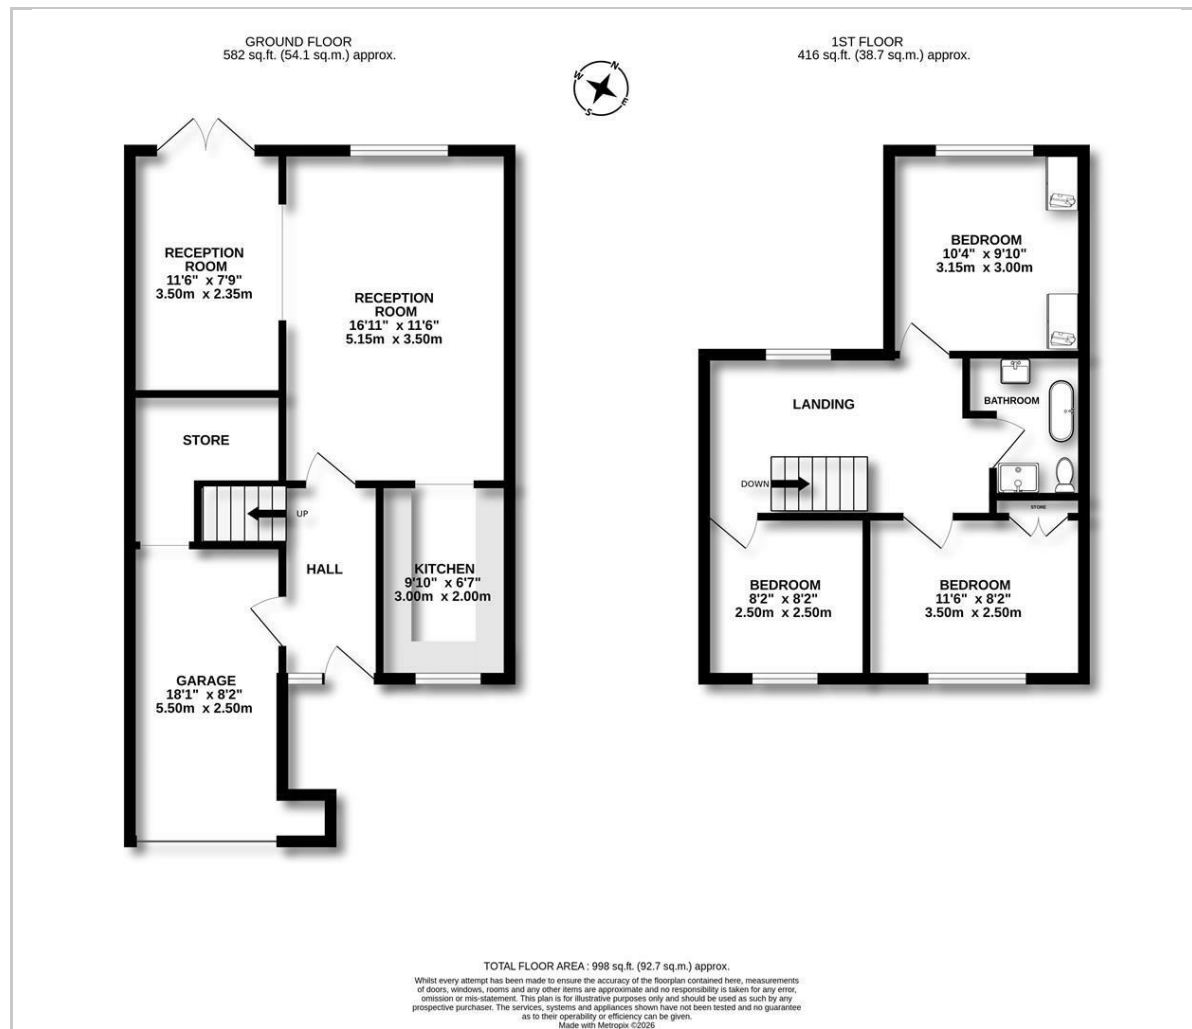 GROUND FLOOR
582 sq.ft. (54.1 sq.m.) approx.
1ST FLOOR
416 sq.ft. (38.7 sq.m.) approx.
N
W
E
S
RECEPTION
ROOM
11'6" x 7'9"
3.50m x 2.35m
RECEPTION
ROOM
16'11" x 11'6"
5.15m x 3.50m
STORE
UP
HALL
KITCHEN
9'10" x 6'7"
3.00m x 2.00m
GARAGE
18'1" x 8'2"
5.50m x 2.50m
BEDROOM
10'4" x 9'10"
3.15m x 3.00m
LANDING
BATHROOM
DOWN
STORE
BEDROOM
8'2" x 8'2"
2.50m x 2.50m
BEDROOM
11'6" x 8'2"
3.50m x 2.50m
TOTAL FLOOR AREA : 998 sq.ft. (92.7 sq.m.) approx.
Whilst every attempt has been made to ensure the accuracy of the floorplan contained here, measurements
of doors, windows, rooms and any other items are approximate and no responsibility is taken for any error,
omission or mis-statement. This plan is for illustrative purposes only and should be used as such by any
prospective purchaser. The services, systems and appliances shown have not been tested and no guarantee
as to their operability or efficiency can be given.
Made with Metropix ©2026